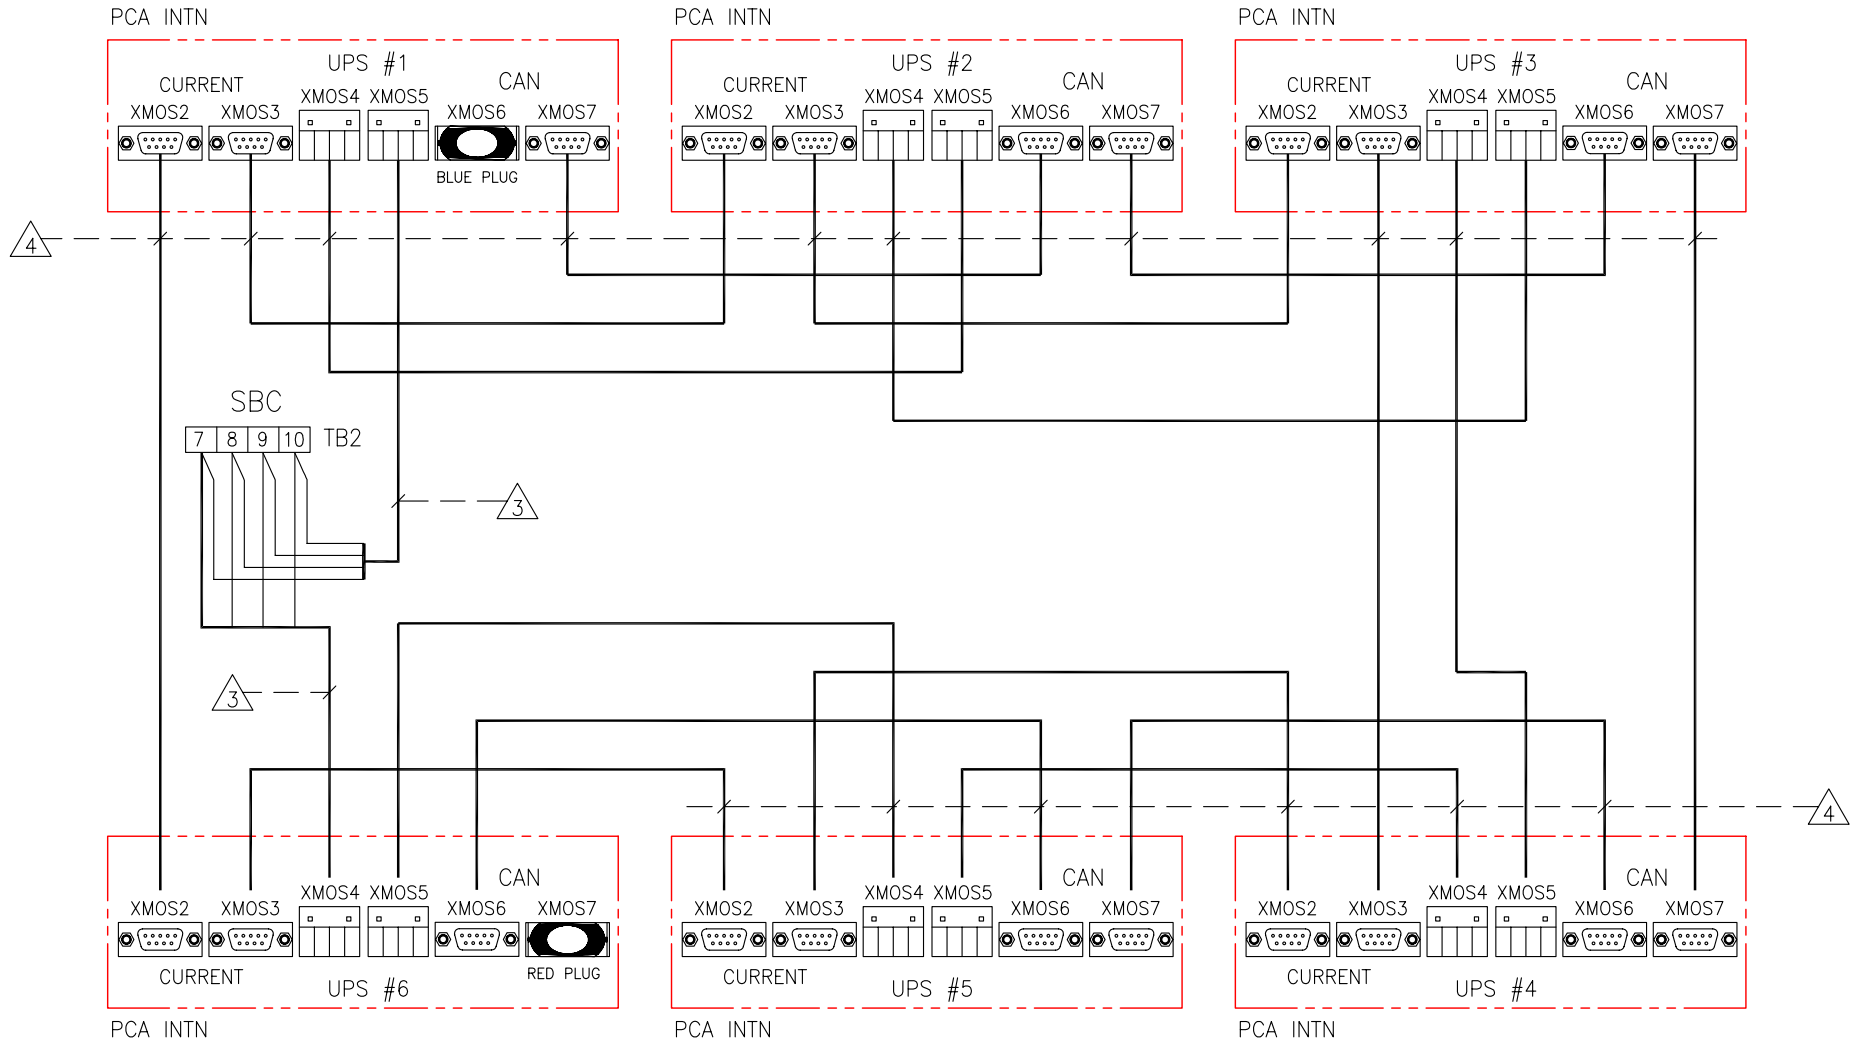 PCA INTN
PCA INTN
PCA INTN
UPS #1
UPS #2
UPS #3
CURRENT
CAN
CURRENT
CAN
CURRENT
CAN
XMOS2 XMOS3 XMOS4 XMOS5 XMOS6 XMOS7
XMOS2 XMOS3 XMOS4 XMOS5 XMOS6 XMOS7
XMOS2 XMOS3 XMOS4 XMOS5 XMOS6 XMOS7
BLUE PLUG
4
SBC
7 8 9 10 TB2
3
3
4
CAN
CAN
CAN
XMOS2 XMOS3 XMOS4 XMOS5 XMOS6 XMOS7
XMOS2 XMOS3 XMOS4 XMOS5 XMOS6 XMOS7
XMOS2 XMOS3 XMOS4 XMOS5 XMOS6 XMOS7
CURRENT
RED PLUG
CURRENT
CURRENT
UPS #6
UPS #5
UPS #4
PCA INTN
PCA INTN
PCA INTN